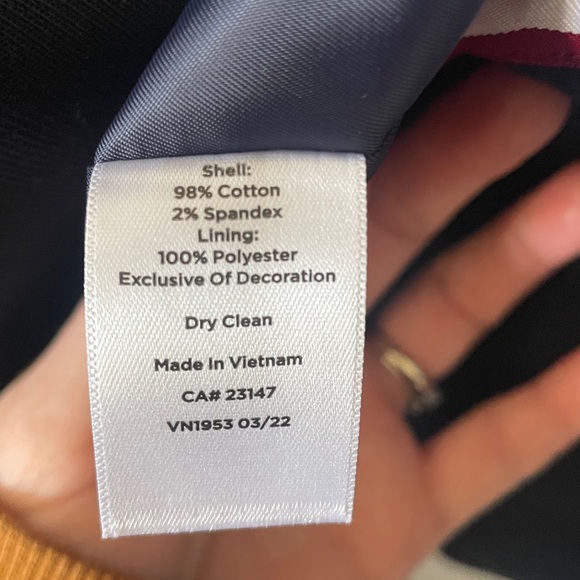 Shell:
98% Cotton
2% Spandex
Lining:
100% Polyester
Exclusive Of Decoration
Dry Clean
Made In Vietnam
CA# 23147
VN1953 03/22